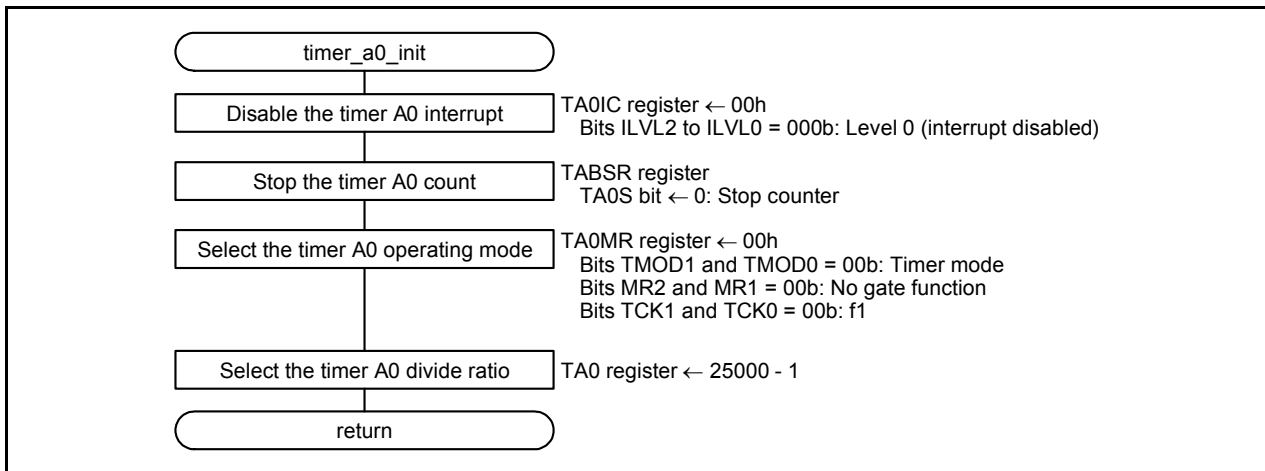 timer_a0_init
Disable the timer A0 interrupt
TA0IC register ← 00h
Bits ILVL2 to ILVL0 = 000b: Level 0 (interrupt disabled)
Stop the timer A0 count
TABSR register
TA0S bit ← 0: Stop counter
Select the timer A0 operating mode
TA0MR register ← 00h
Bits TMOD1 and TMOD0 = 00b: Timer mode
Bits MR2 and MR1 = 00b: No gate function
Bits TCK1 and TCK0 = 00b: f1
Select the timer A0 divide ratio
TA0 register ← 25000 - 1
return